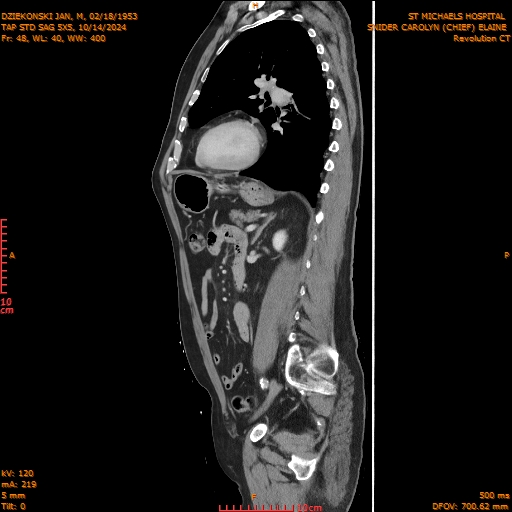 DZIEKONSKI JAN, M, 02/18/1953
TAP STD SAG 5X5, 10/14/2024
Fr: 48, WL: 40, WW: 400
H
ST MICHAELS HOSPITAL
SNIDER CAROLYN (CHIEF) ELAINE
Revolution CT
A
P
10
cm
kV: 120
mA: 219
5 mm
Tilt: 0
F
10cm
500 ms
DFOV: 700.62 mm